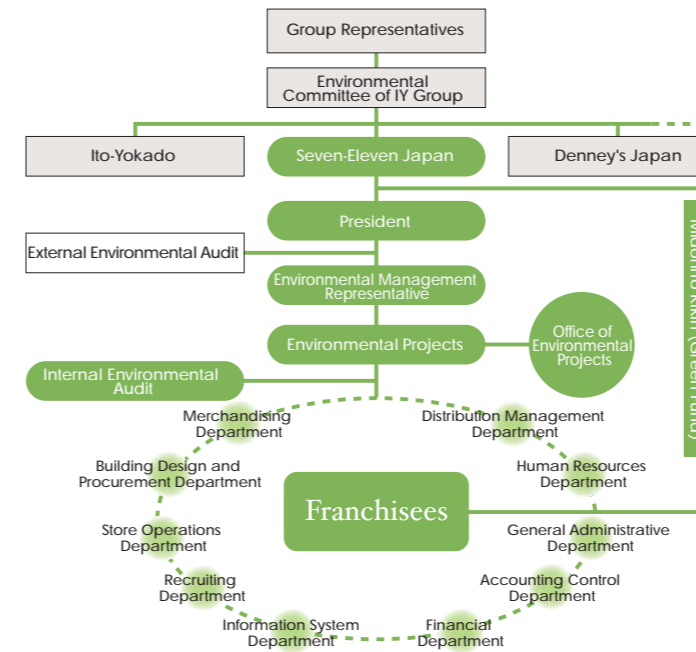 Group Representatives
Environmental
Committee of IY Group
Ito-Yokado
Seven-Eleven Japan
Denney's Japan
President
External Environmental Audit
Environmental Management
Representative
Environmental Projects
Office of
Environmental
Projects
Internal Environmental
Audit
Merchandising
Department
Distribution Management
Department
Building Design and
Procurement Department
Human Resources
Department
Franchisees
Store Operations
Department
General Administrative
Department
Recruiting
Department
Accounting Control
Department
Information System
Department
Financial
Department
(Green Fund)